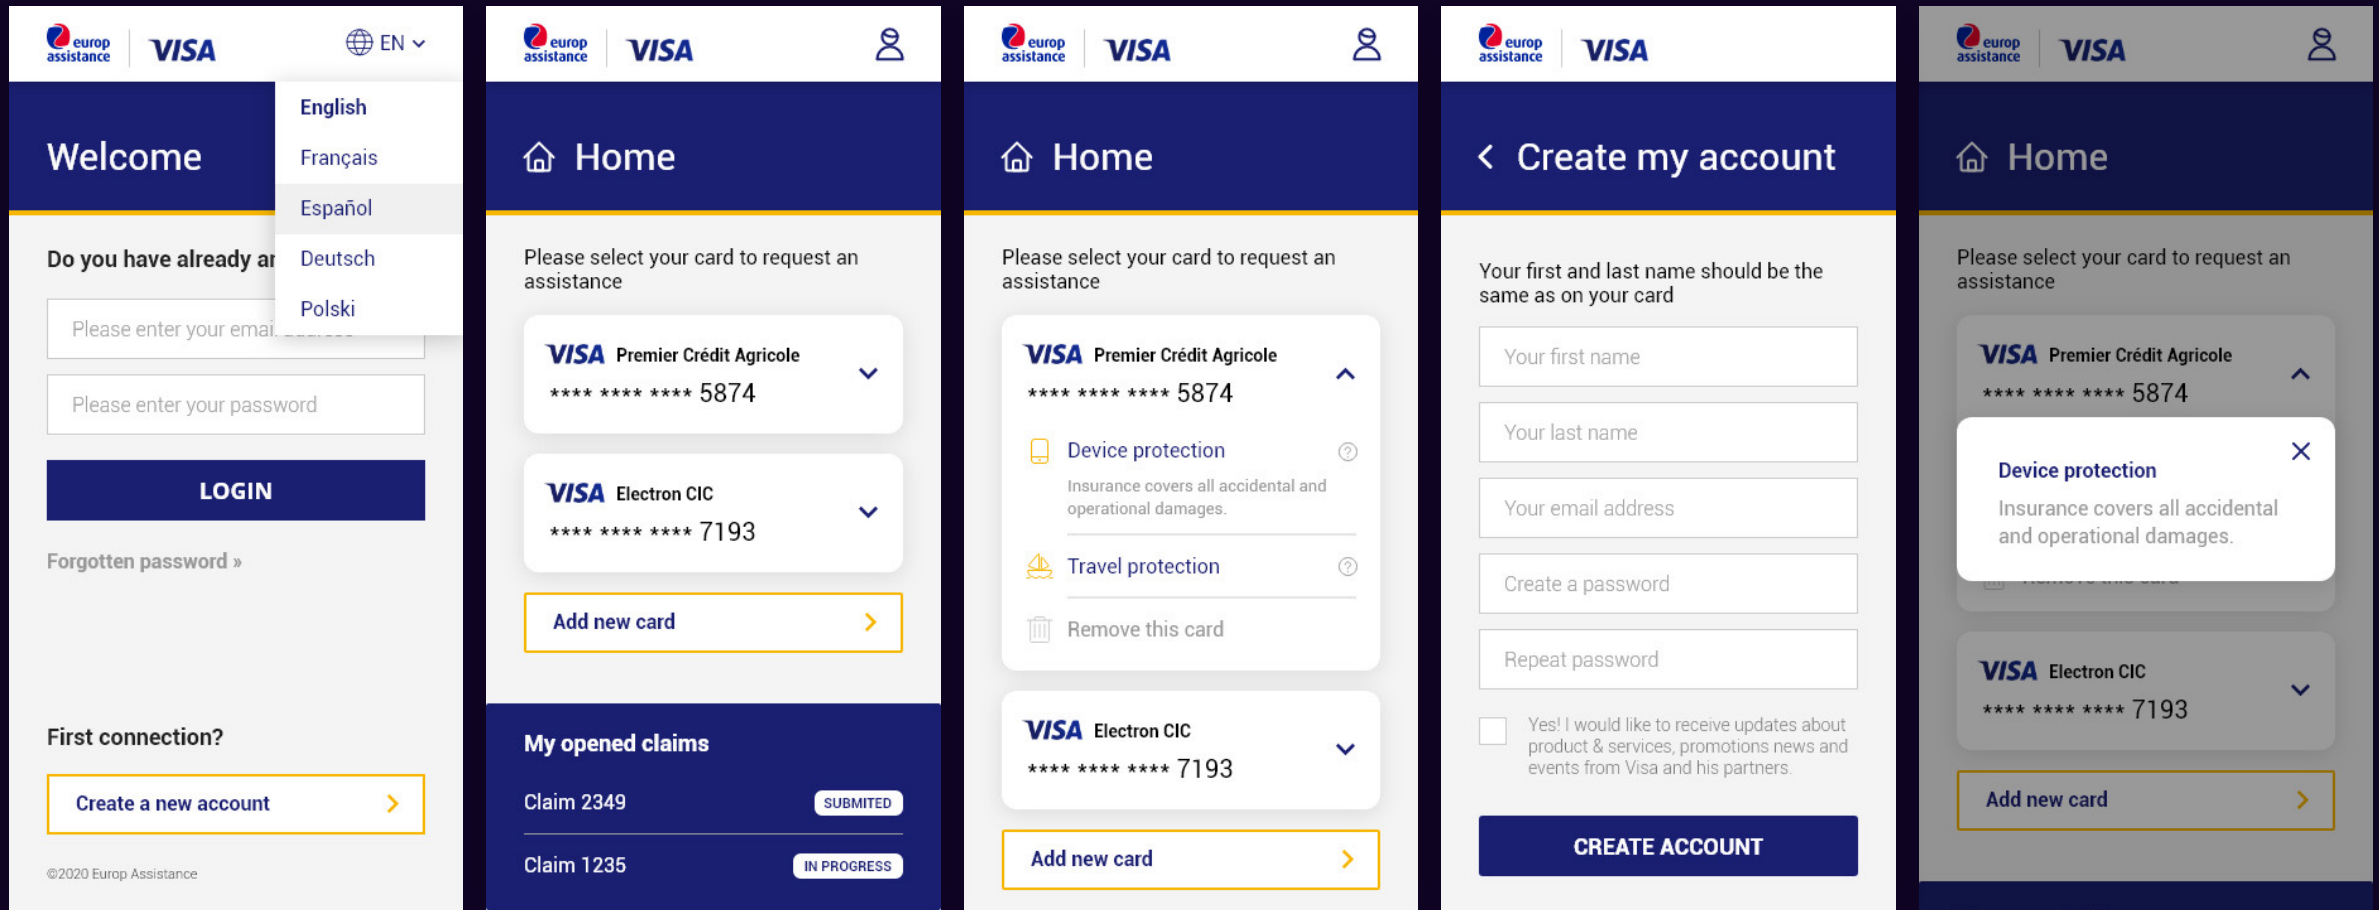 europ
assistance
VISA
EN
English
Français
Español
Deutsch
Polski
Welcome
Do you have already an
Please enter your email address
Please enter your password
LOGIN
Forgotten password »
First connection?
Create a new account
©2020 Europ Assistance
europ
assistance
VISA
Home
Please select your card to request an
assistance
VISA Premier Crédit Agricole
**** **** **** 5874
VISA Electron CIC
**** **** **** 7193
Add new card
My opened claims
Claim 2349 SUBMITED
Claim 1235 IN PROGRESS
europ
assistance
VISA
Home
Please select your card to request an
assistance
VISA Premier Crédit Agricole
**** **** **** 5874
Device protection ?
Insurance covers all accidental and
operational damages.
Travel protection ?
Remove this card
VISA Electron CIC
**** **** **** 7193
Add new card
europ
assistance
VISA
Create my account
Your first and last name should be the
same as on your card
Your first name
Your last name
Your email address
Create a password
Repeat password
Yes! I would like to receive updates about
product & services, promotions news and
events from Visa and his partners.
CREATE ACCOUNT
europ
assistance
VISA
Home
Please select your card to request an
assistance
VISA Premier Crédit Agricole
**** **** **** 5874
Device protection
Insurance covers all accidental
and operational damages.
Remove this card
VISA Electron CIC
**** **** **** 7193
Add new card